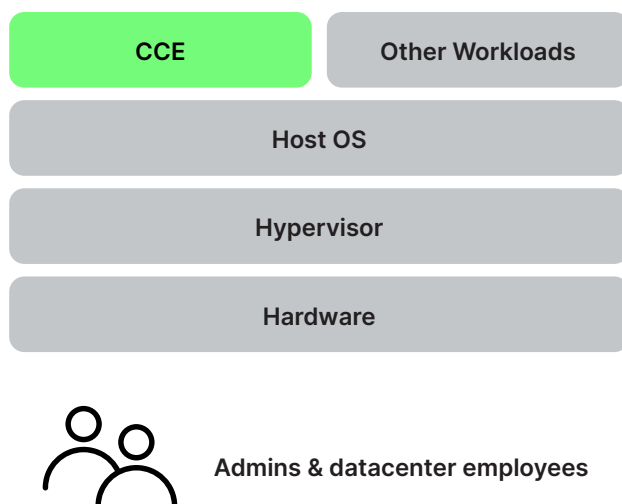 CCE
Other Workloads
Host OS
Hypervisor
Hardware
Admins & datacenter employees